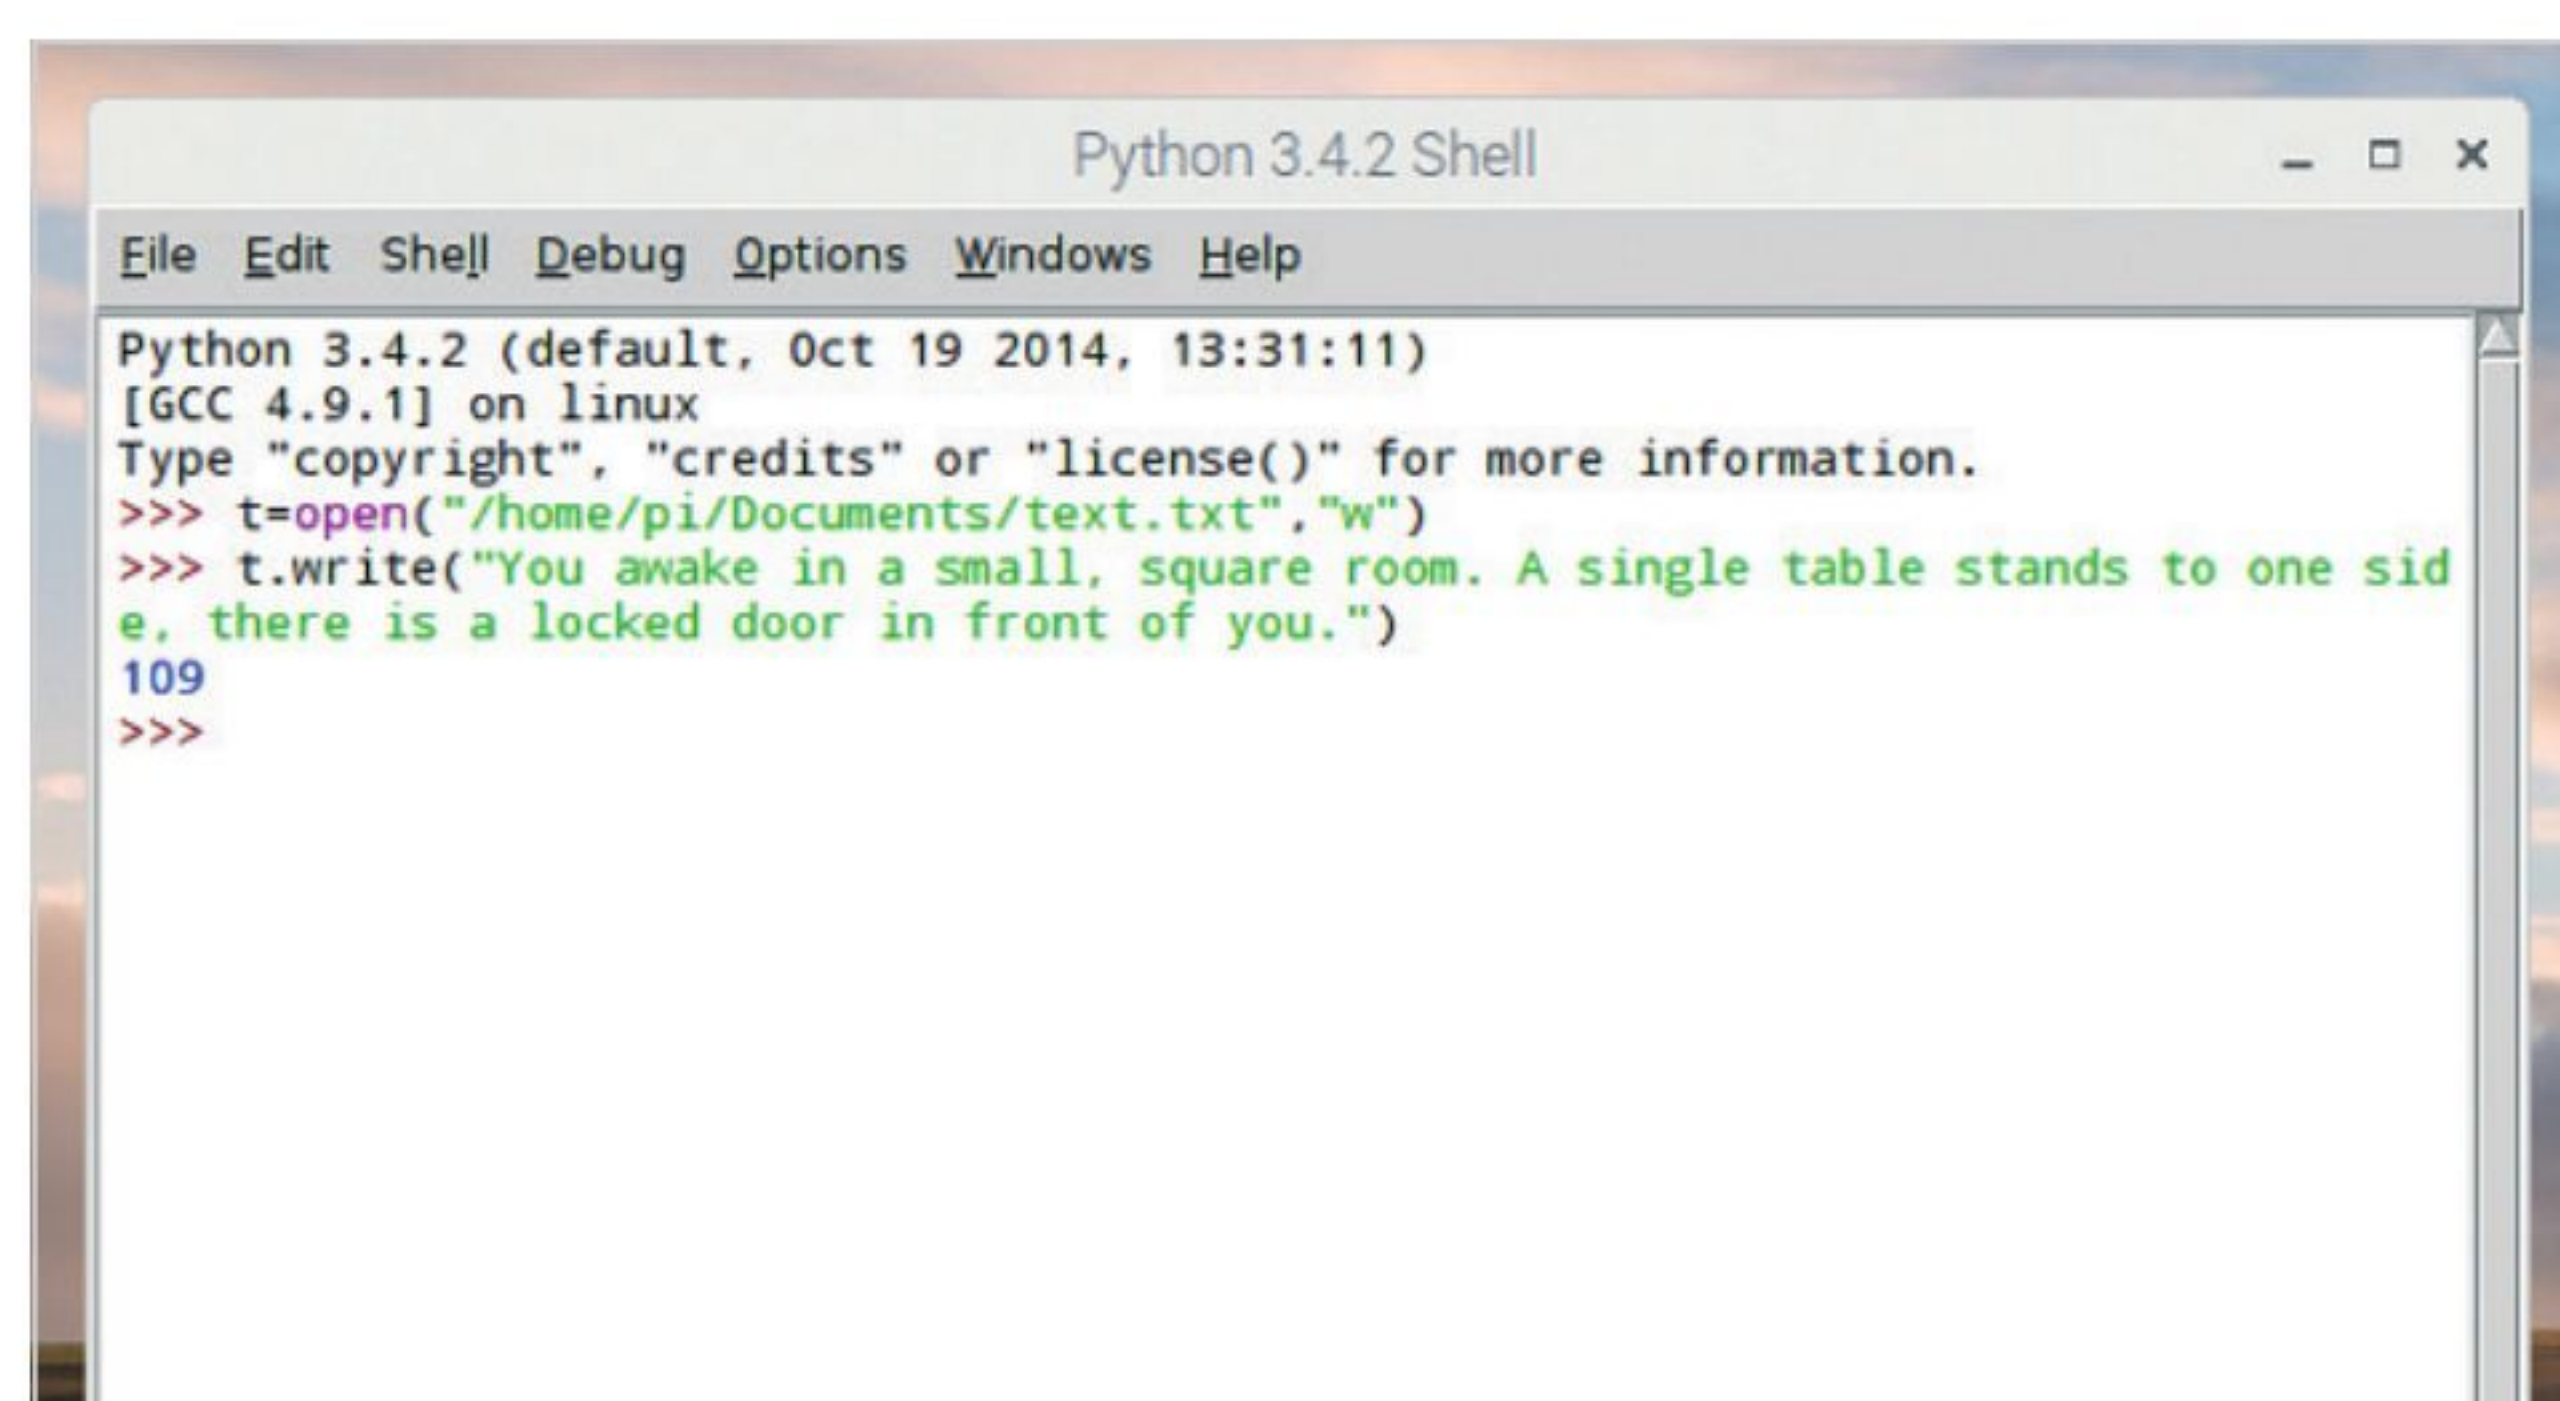 Python 3.4.2 Shell
File Edit Shell Debug Options Windows Help
Python 3.4.2 (default, Oct 19 2014, 13:31:11)
[GCC 4.9.1] on linux
Type "copyright", "credits" or "license()" for more information.
>>> t=open("/home/pi/Documents/text.txt","w")
>>> t.write("You awake in a small, square room. A single table stands to one sid
e, there is a locked door in front of you.")
109
>>>